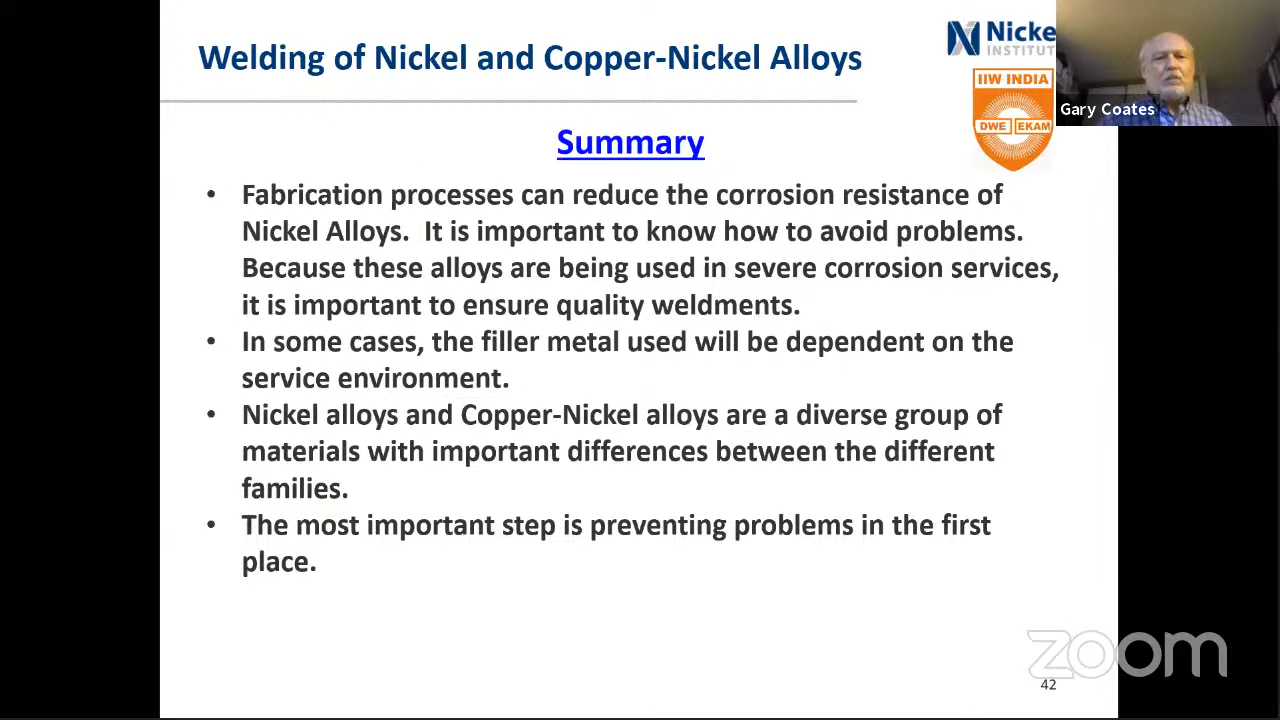 Welding of Nickel and Copper-Nickel Alloys
Nicke
INSTITUT
IIW INDIA
DWE EKAM
Gary Coates
Summary
• Fabrication processes can reduce the corrosion resistance of
Nickel Alloys.  It is important to know how to avoid problems.
Because these alloys are being used in severe corrosion services,
it is important to ensure quality weldments.
• In some cases, the filler metal used will be dependent on the
service environment.
• Nickel alloys and Copper-Nickel alloys are a diverse group of
materials with important differences between the different
families.
• The most important step is preventing problems in the first
place.
zoom
42